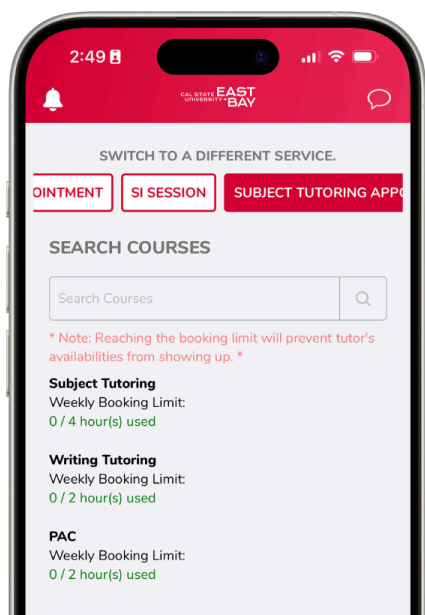 2:49
CAL STATE EAST
UNIVERSITY BAY
SWITCH TO A DIFFERENT SERVICE.
OINTMENT
SI SESSION
SUBJECT TUTORING APPO
SEARCH COURSES
Search Courses
* Note: Reaching the booking limit will prevent tutor's
availabilities from showing up. *
Subject Tutoring
Weekly Booking Limit:
0 / 4 hour(s) used
Writing Tutoring
Weekly Booking Limit:
0 / 2 hour(s) used
PAC
Weekly Booking Limit:
0 / 2 hour(s) used